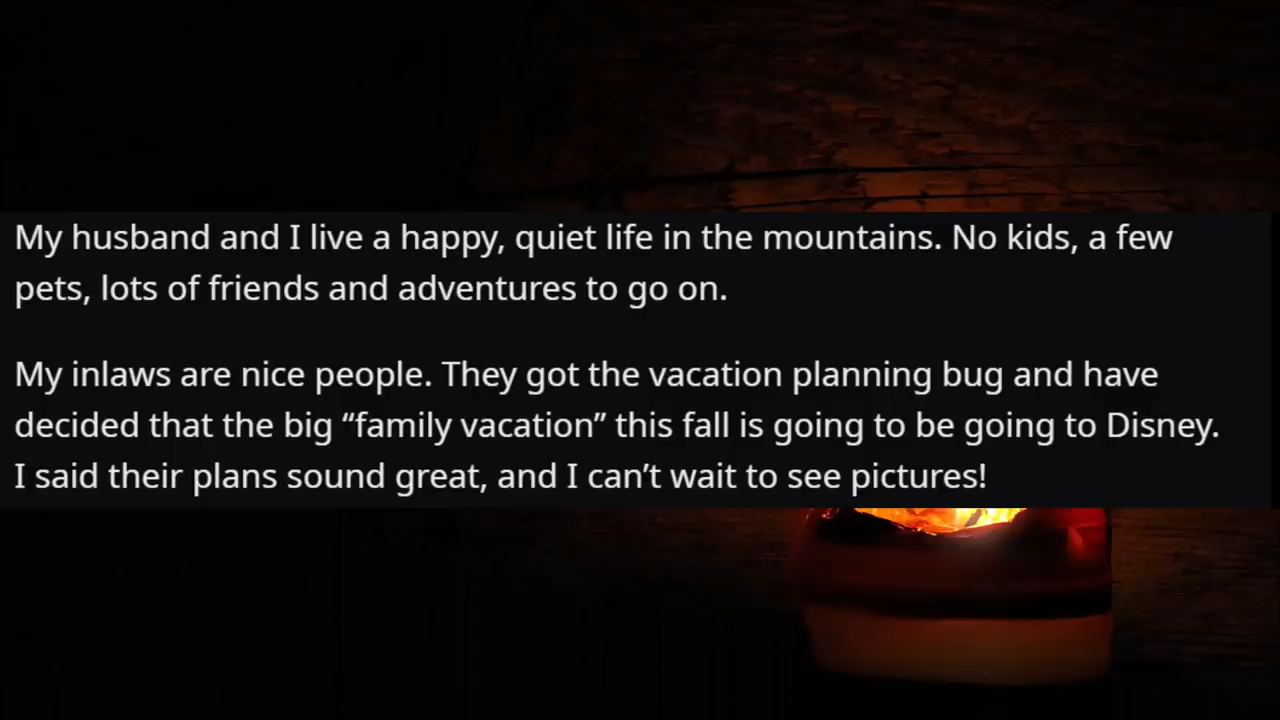 My husband and I live a happy, quiet life in the mountains. No kids, a few
pets, lots of friends and adventures to go on.
My inlaws are nice people. They got the vacation planning bug and have
decided that the big “family vacation” this fall is going to be going to Disney.
I said their plans sound great, and I can’t wait to see pictures!